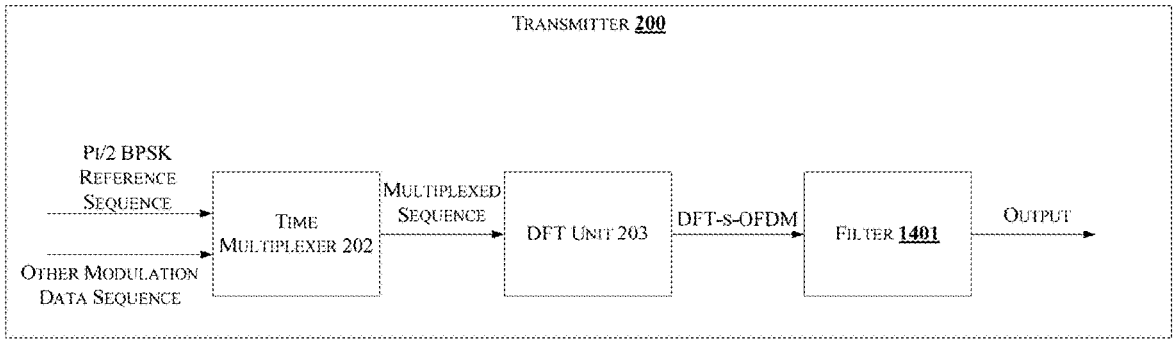 TRANSMITTER 200
PI/2 BPSK
REFERENCE
SEQUENCE
OTHER MODULATION
DATA SEQUENCE
TIME
MULTIPLEXER 202
MULTIPLEXED
SEQUENCE
DFT UNIT 203
DFT-S-OFDM
FILTER 1401
OUTPUT